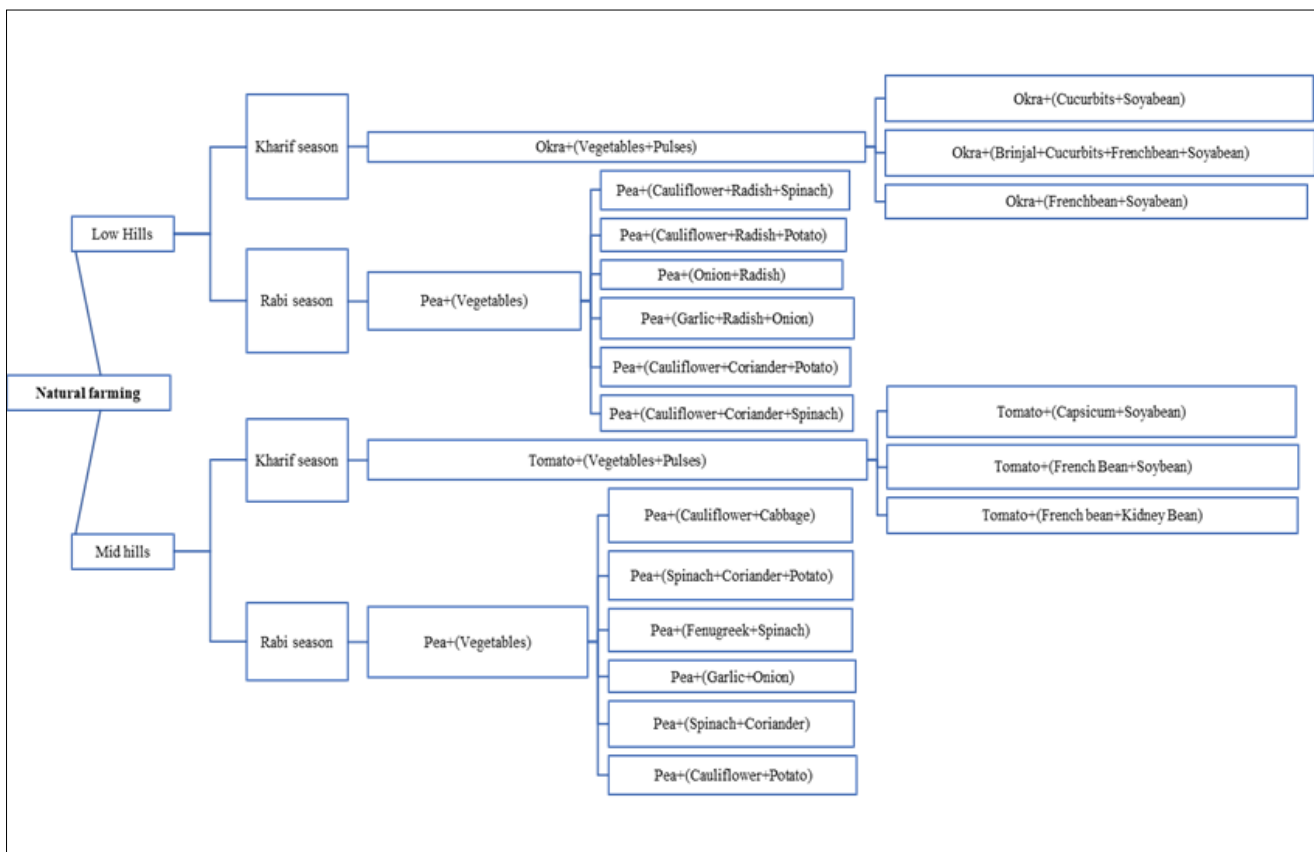 Natural farming
Low Hills
Kharif season
Okra+(Vegetables+Pulses)
Okra+(Cucurbits+Soyabean)
Okra+(Brinjal+Cucurbits+Frenchbean+Soyabean)
Okra+(Frenchbean+Soyabean)
Rabi season
Pea+(Vegetables)
Pea+(Cauliflower+Radish+Spinach)
Pea+(Cauliflower+Radish+Potato)
Pea+(Onion+Radish)
Pea+(Garlic+Radish+Onion)
Pea+(Cauliflower+Coriander+Potato)
Pea+(Cauliflower+Coriander+Spinach)
Mid hills
Kharif season
Tomato+(Vegetables+Pulses)
Tomato+(Capsicum+Soyabean)
Tomato+(French Bean+Soybean)
Tomato+(French bean+Kidney Bean)
Rabi season
Pea+(Vegetables)
Pea+(Cauliflower+Cabbage)
Pea+(Spinach+Coriander+Potato)
Pea+(Fenugreek+Spinach)
Pea+(Garlic+Onion)
Pea+(Spinach+Coriander)
Pea+(Cauliflower+Potato)